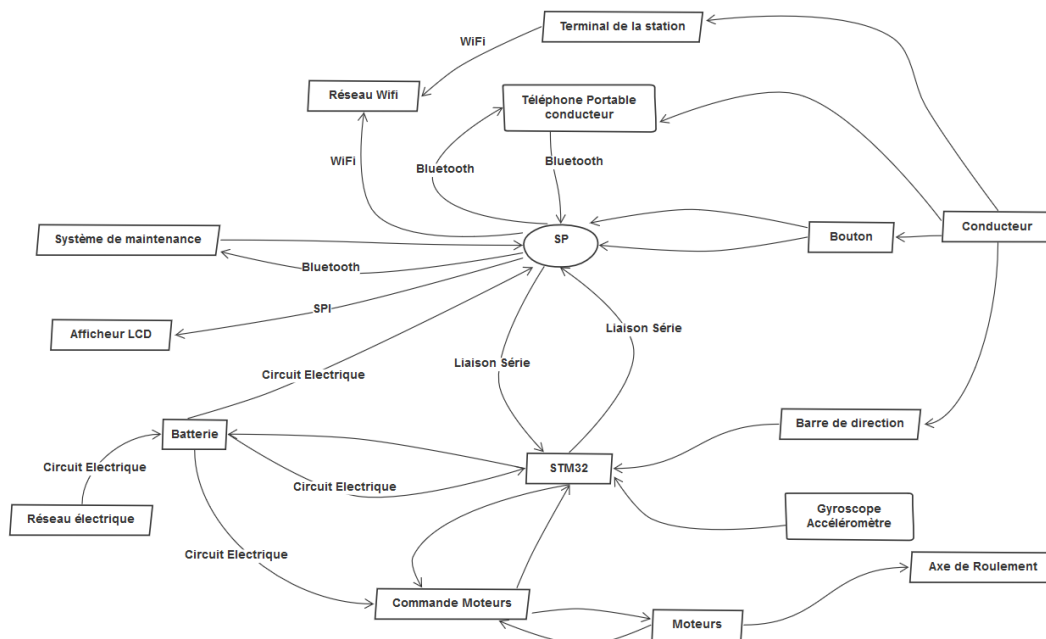 Terminal de la station
WiFi
Réseau Wifi
Téléphone Portable
conducteur
WiFi
Bluetooth
Bluetooth
Système de maintenance
SP
Bouton
Conducteur
Bluetooth
SPI
Afficheur LCD
Liaison Série
Liaison Série
Circuit Electrique
Batterie
Barre de direction
Circuit Electrique
STM32
Circuit Electrique
Réseau électrique
Gyroscope
Accéléromètre
Circuit Electrique
Axe de Roulement
Commande Moteurs
Moteurs